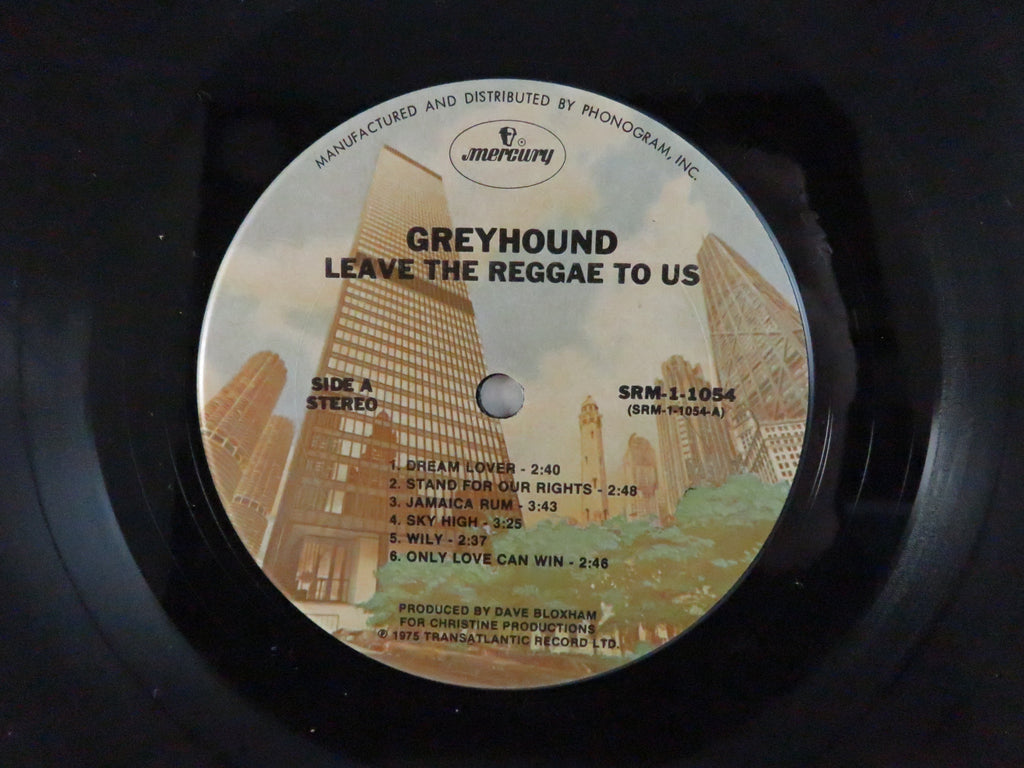 MANUFACTURED AND DISTRIBUTED BY PHONOGRAM, INC.
mercury
GREYHOUND
LEAVE THE REGGAE TO US
SIDE A
STEREO
SRM-1-1054
(SRM-1-1054-A)
1. DREAM LOVER - 2:40
2. STAND FOR OUR RIGHTS - 2:48
3. JAMAICA RUM - 3:43
4. SKY HIGH - 3:25
5. WILY - 2:37
6. ONLY LOVE CAN WIN - 2:46
PRODUCED BY DAVE BLOXHAM
FOR CHRISTINE PRODUCTIONS
℗ 1975 TRANSATLANTIC RECORD LTD.